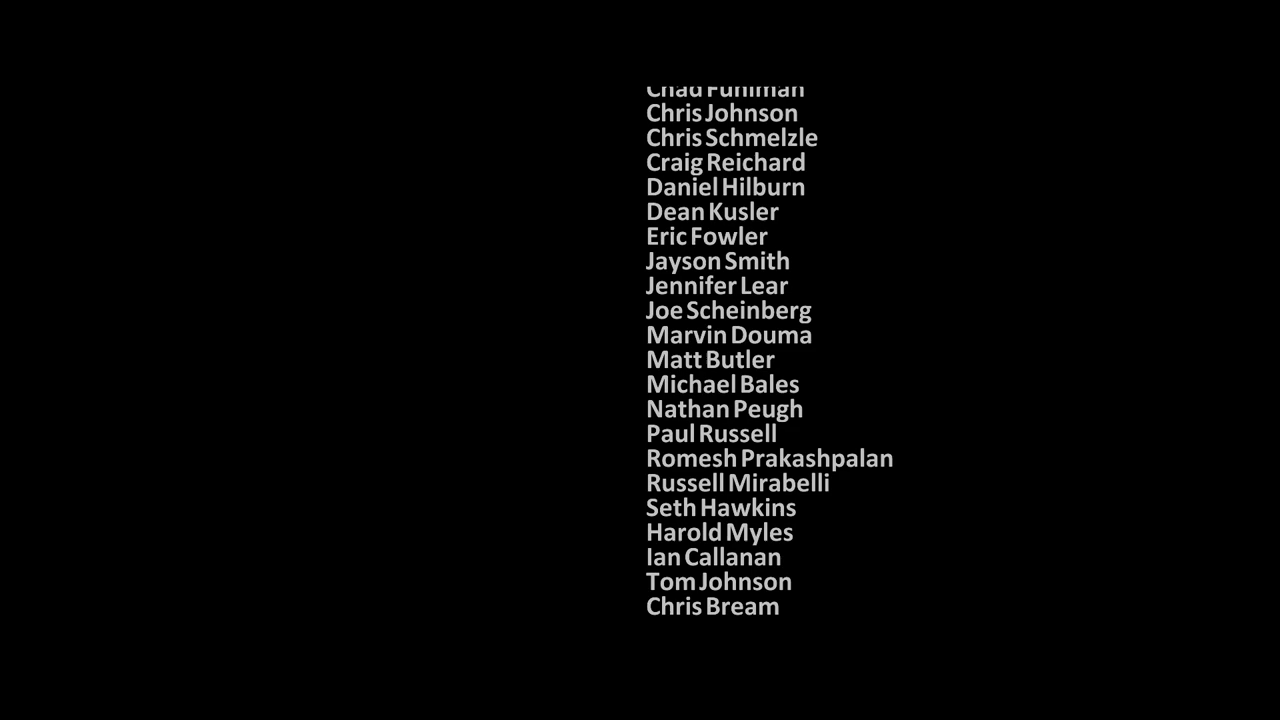 Chad Fuhlman
Chris Johnson
Chris Schmelzle
Craig Reichard
Daniel Hilburn
Dean Kusler
Eric Fowler
Jayson Smith
Jennifer Lear
Joe Scheinberg
Marvin Douma
Matt Butler
Michael Bales
Nathan Peugh
Paul Russell
Romesh Prakashpalan
Russell Mirabelli
Seth Hawkins
Harold Myles
Ian Callanan
Tom Johnson
Chris Bream